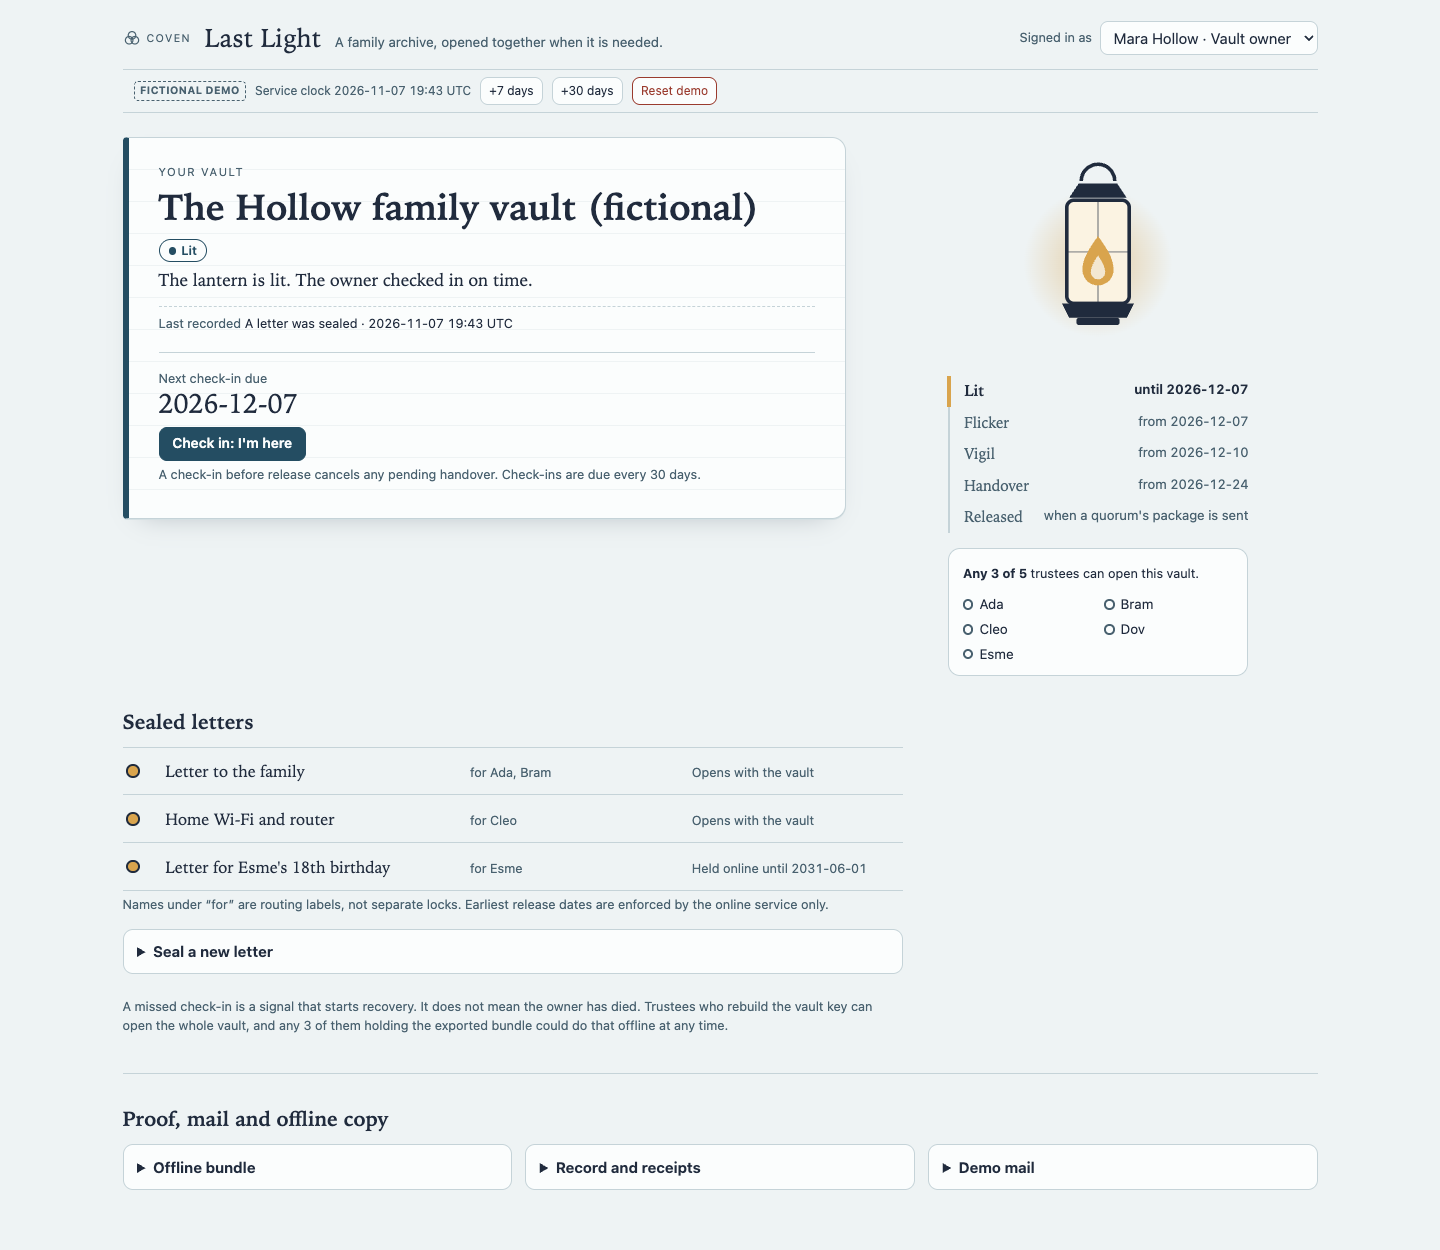 COVEN Last Light A family archive, opened together when it is needed. Signed in as Mara Hollow · Vault owner
FICTIONAL DEMO Service clock 2026-11-07 19:43 UTC +7 days +30 days Reset demo
YOUR VAULT
The Hollow family vault (fictional)
Lit
The lantern is lit. The owner checked in on time.
Last recorded A letter was sealed · 2026-11-07 19:43 UTC
Next check-in due
2026-12-07
Check in: I'm here
A check-in before release cancels any pending handover. Check-ins are due every 30 days.
Lit until 2026-12-07
Flicker from 2026-12-07
Vigil from 2026-12-10
Handover from 2026-12-24
Released when a quorum's package is sent
Any 3 of 5 trustees can open this vault.
Ada Bram
Cleo Dov
Esme
Sealed letters
Letter to the family for Ada, Bram Opens with the vault
Home Wi-Fi and router for Cleo Opens with the vault
Letter for Esme's 18th birthday for Esme Held online until 2031-06-01
Names under “for” are routing labels, not separate locks. Earliest release dates are enforced by the online service only.
Seal a new letter
A missed check-in is a signal that starts recovery. It does not mean the owner has died. Trustees who rebuild the vault key can
open the whole vault, and any 3 of them holding the exported bundle could do that offline at any time.
Proof, mail and offline copy
Offline bundle Record and receipts Demo mail